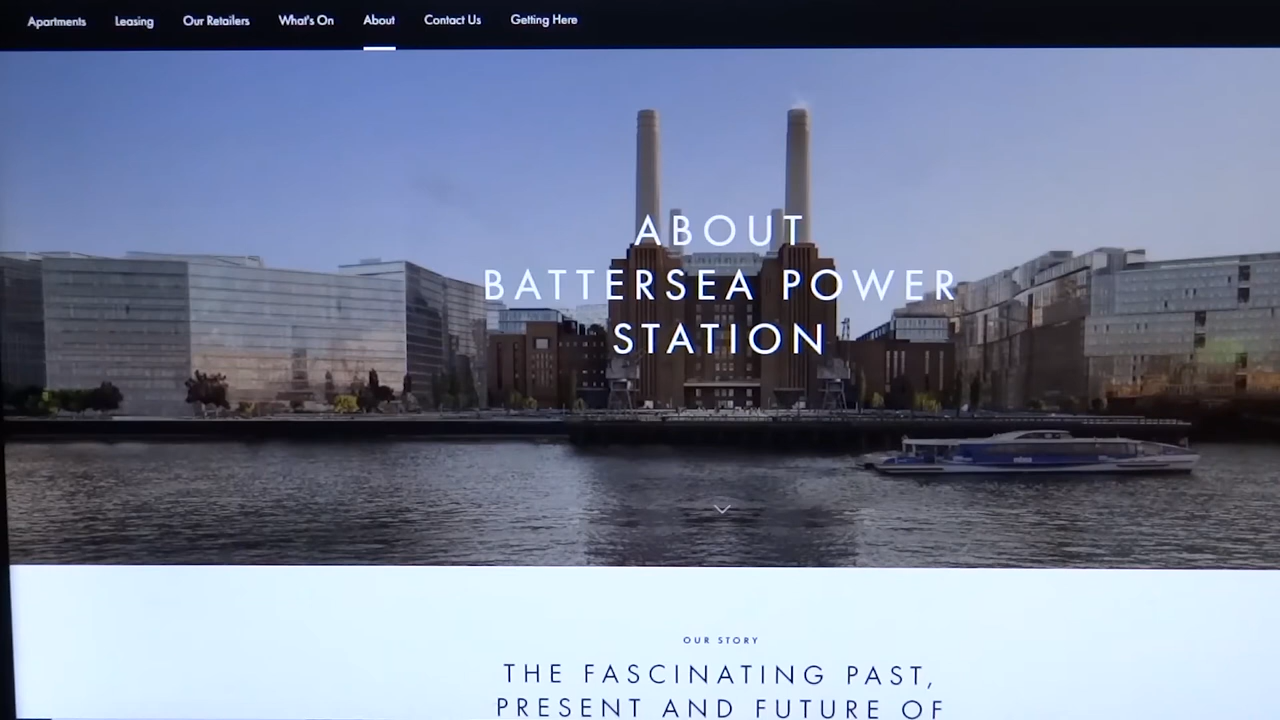 Apartments Leasing Our Retailers What's On About Contact Us Getting Here
ABOUT
BATTERSEA POWER
STATION
OUR STORY
THE FASCINATING PAST,
PRESENT AND FUTURE OF